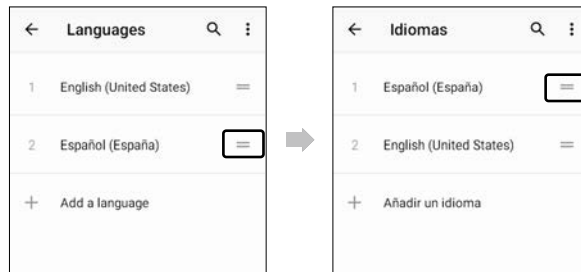 Languages
1 English (United States)
2 Español (España)
Add a language
Idiomas
1 Español (España)
2 English (United States)
Añadir un idioma